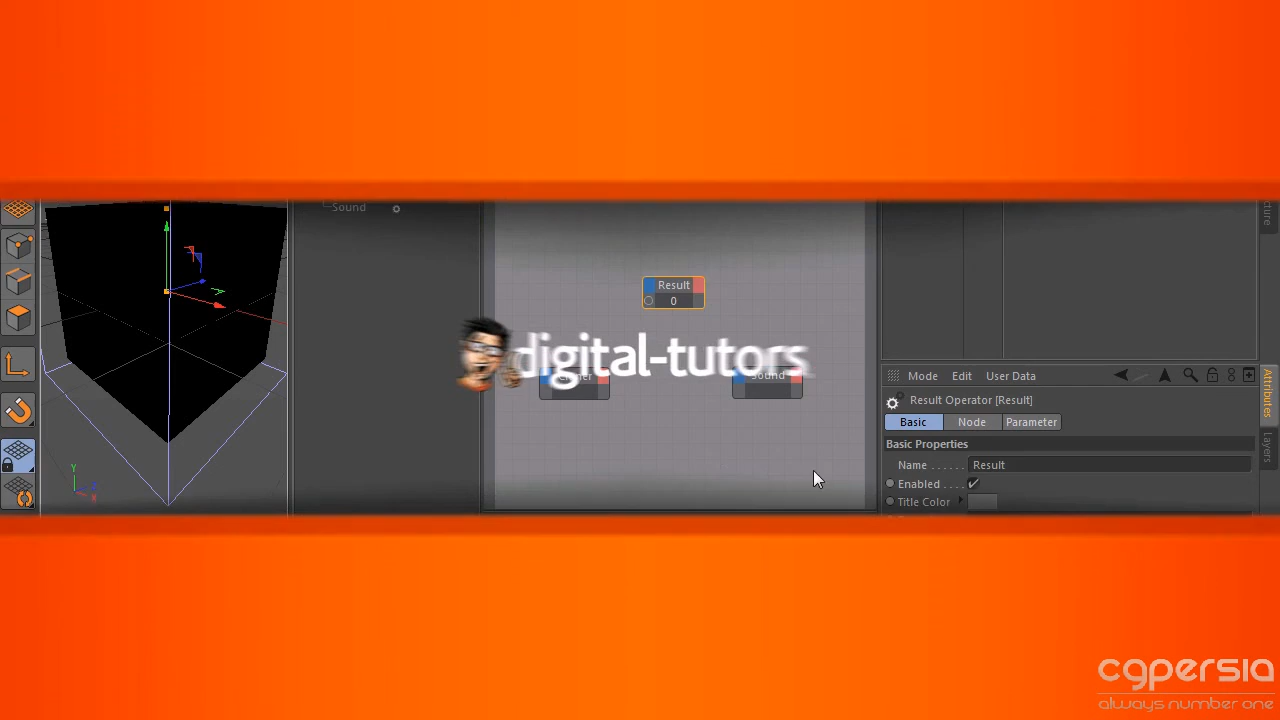 Sound
Result
0
digital-tutors
Sound
Mode Edit User Data
Result Operator [Result]
Basic Node Parameter
Basic Properties
Name . . . . . . Result
Enabled . . . .
Title Color
Attributes
Layers
Y
X
cgpersia
always number one